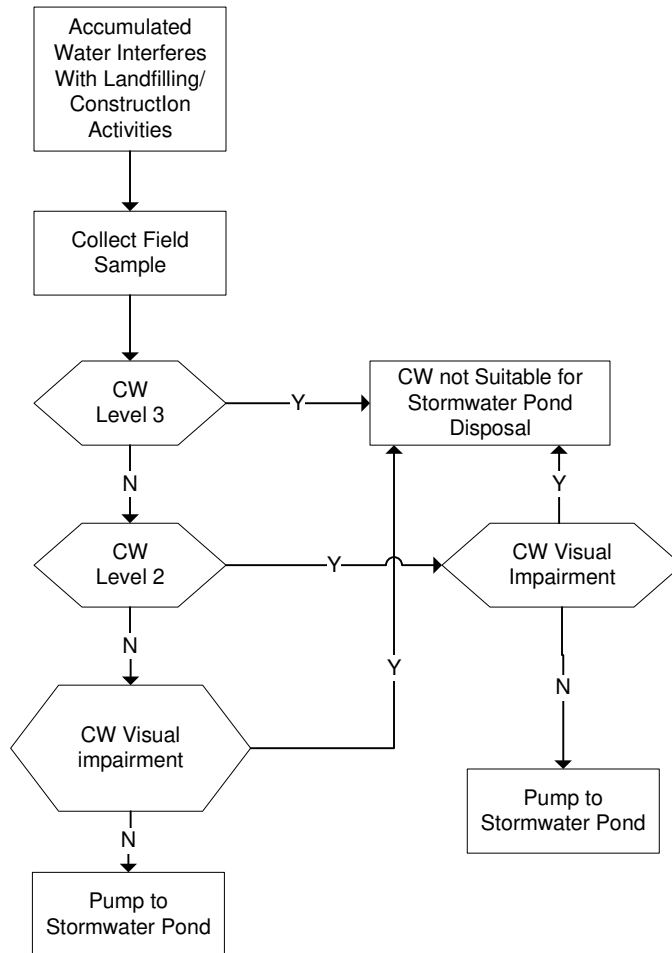 Accumulated
Water Interferes
With Landfilling/
Construction
Activities
Collect Field
Sample
CW
Level 3
Y
CW not Suitable for
Stormwater Pond
Disposal
N
Y
CW
Level 2
Y
CW Visual
Impairment
N
Y
N
CW Visual
impairment
Pump to
Stormwater Pond
N
Pump to
Stormwater Pond